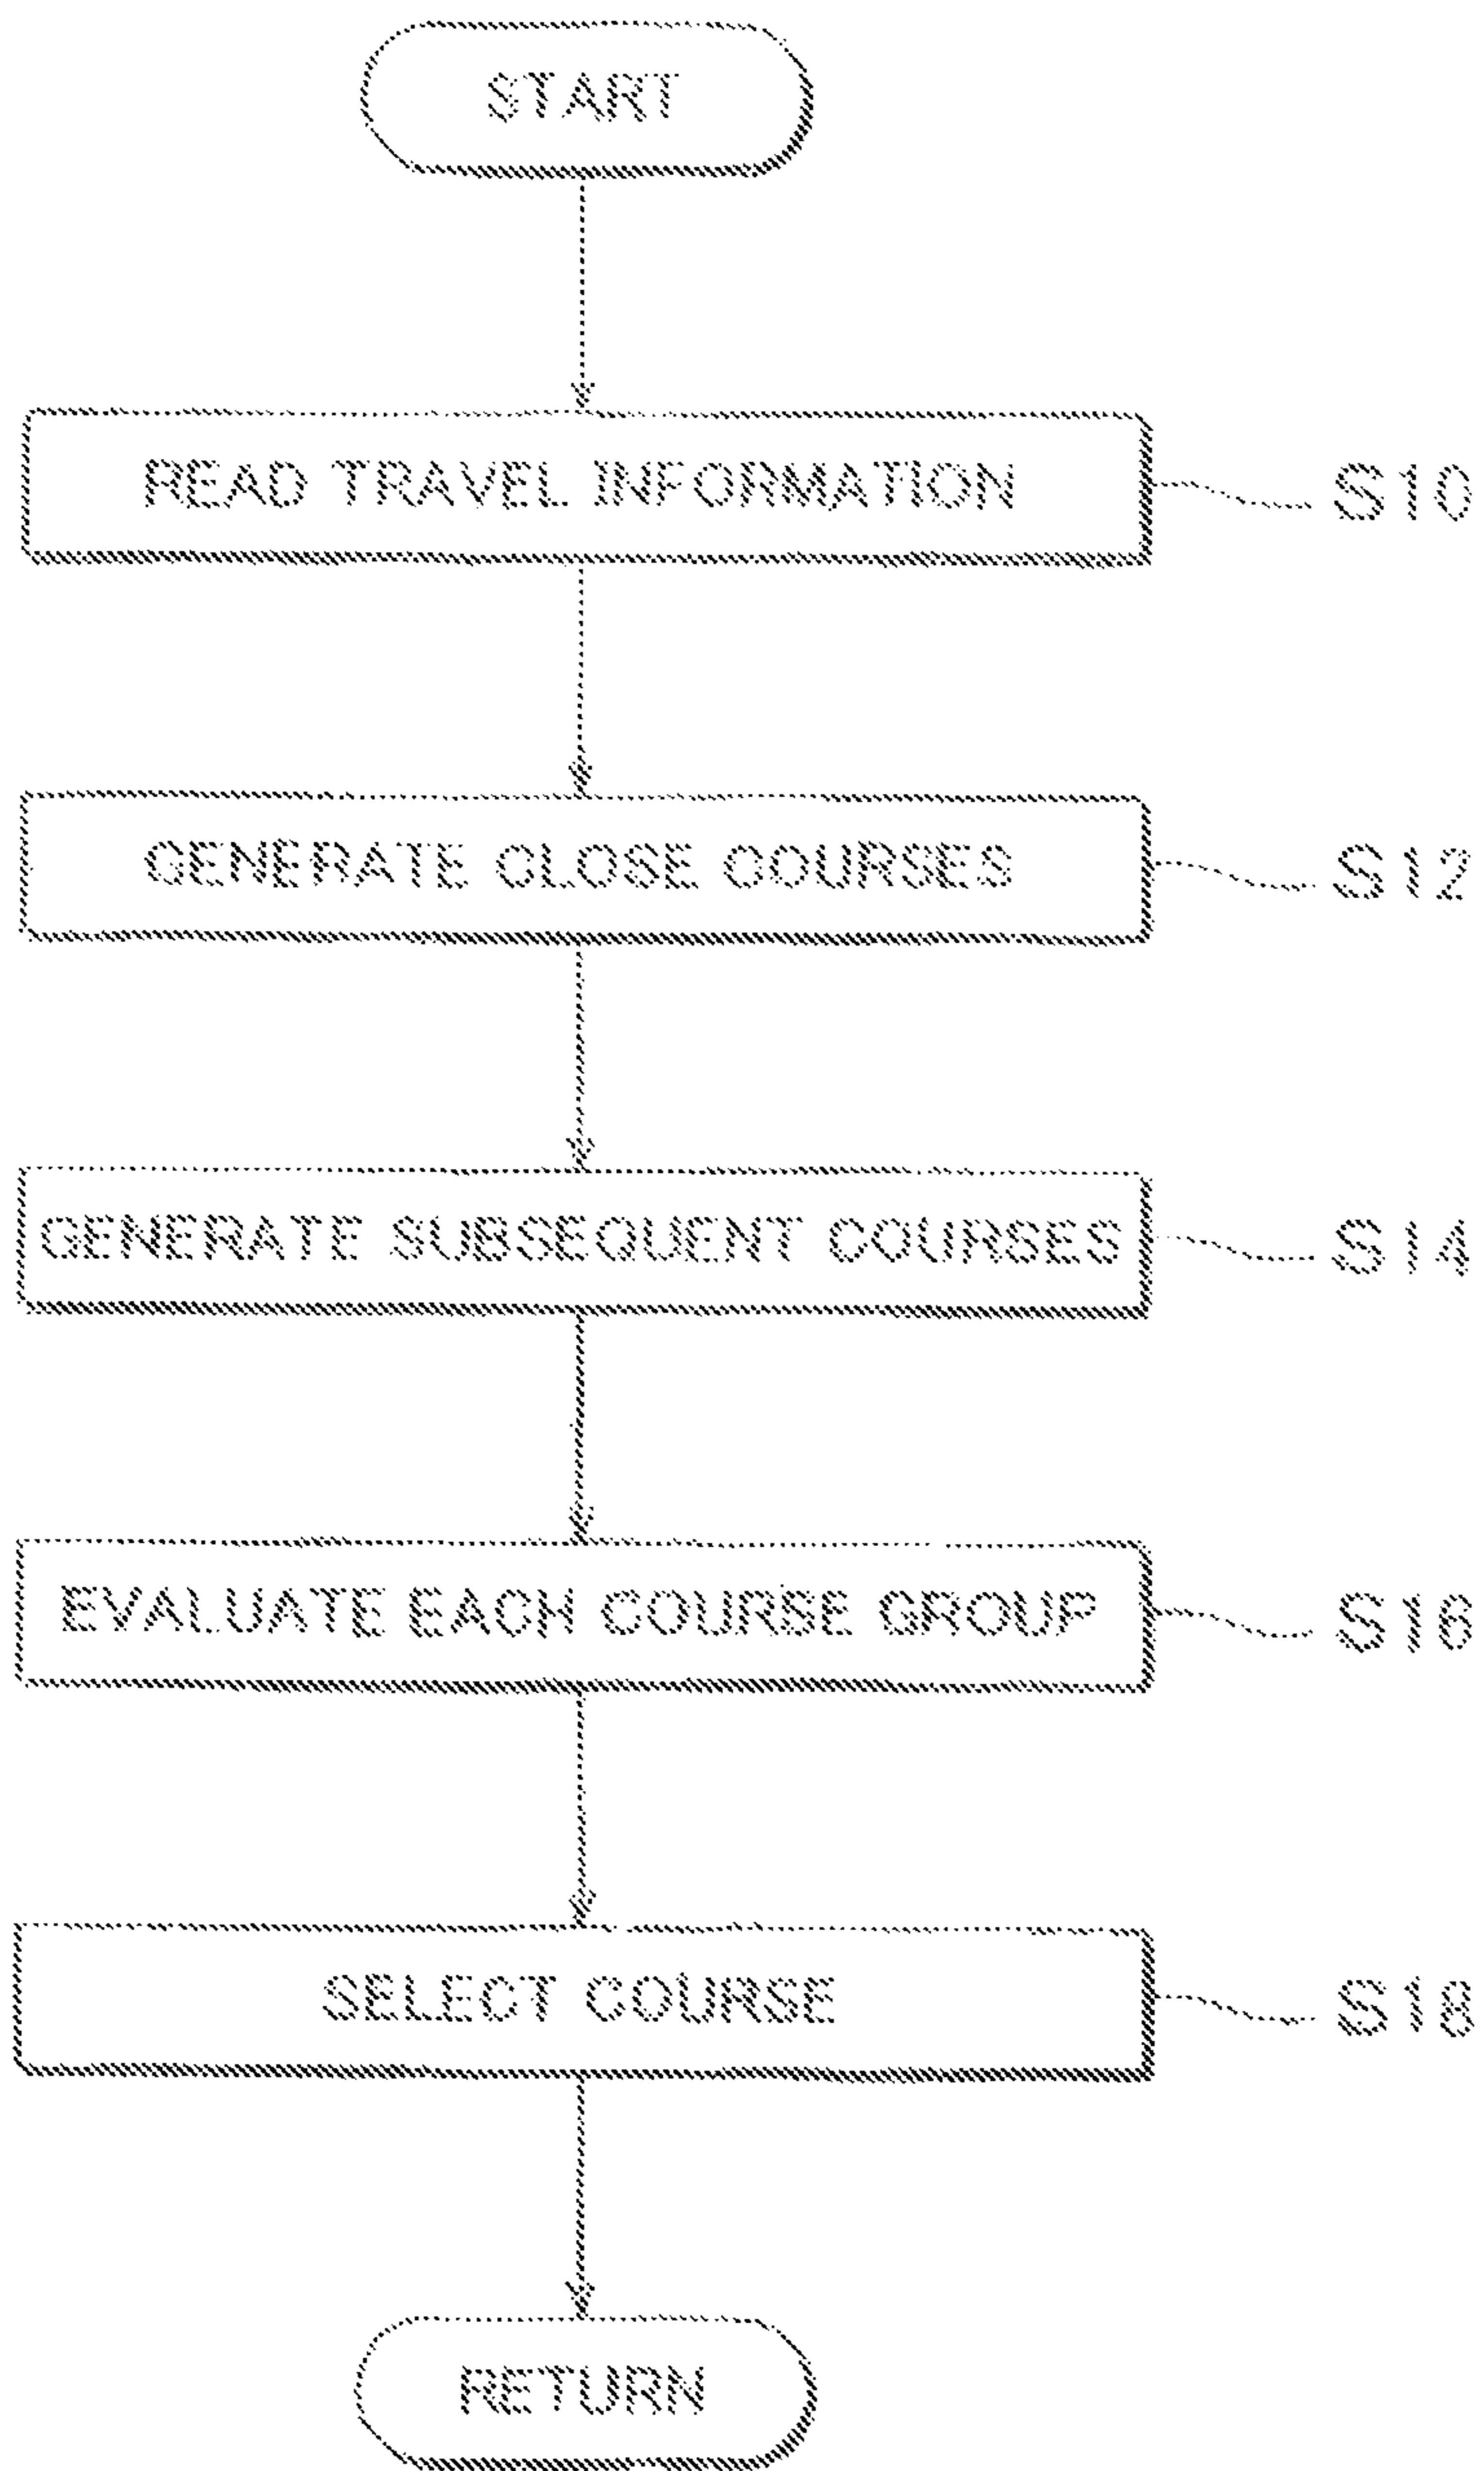 START
READ TRAVEL INFORMATION
S10
GENERATE CLOSE COURSES
S12
GENERATE SUBSEQUENT COURSES
S14
EVALUATE EACH COURSE GROUP
S16
SELECT COURSE
S18
RETURN